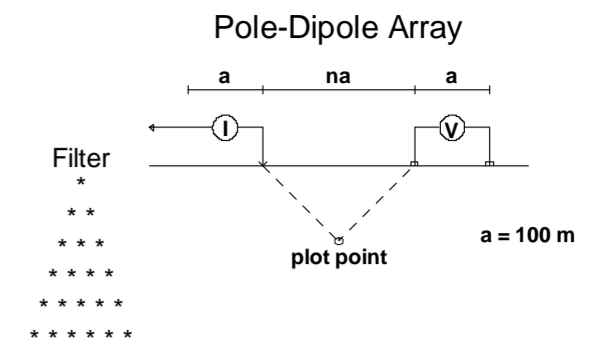 Pole-Dipole Array
a na a
I V
Filter
*
* *
* * *
* * * *
* * * * *
* * * * * *
plot point
a = 100 m